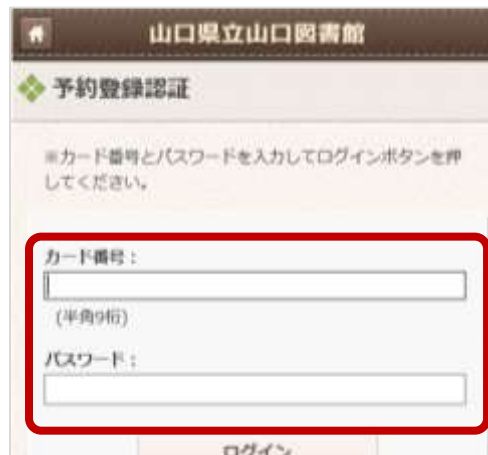 山口県立山口図書館
予約登録認証
※カード番号とパスワードを入力してログインボタンを押
してください。
カード番号：
(半角9桁)
パスワード：
ログイン